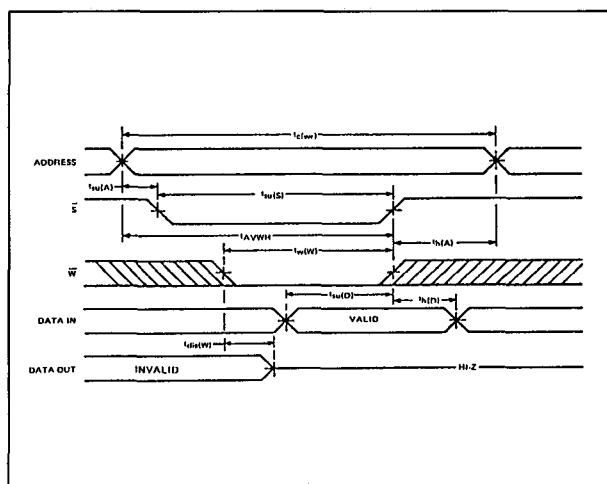 tc(wr)
ADDRESS
tsu(A)
tsu(S)
S̅
tAVWH
th(A)
tw(W)
W̅
tsu(D)
th(D)
DATA IN
VALID
tdis(W)
DATA OUT
INVALID
HI-Z